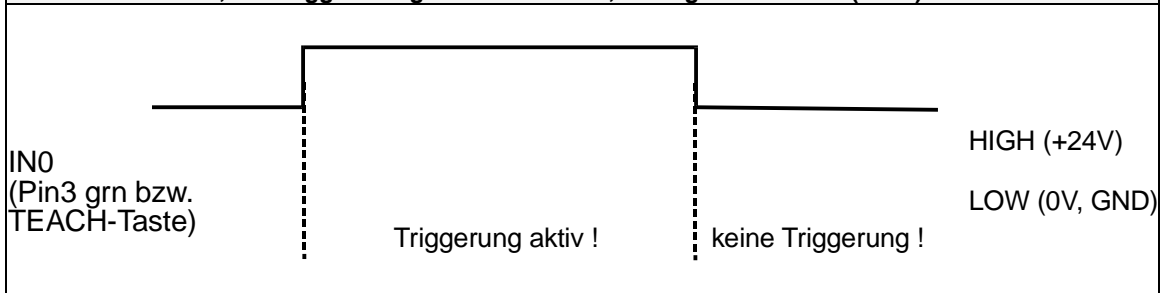 IN0
(Pin3 grn bzw.
TEACH-Taste)
Triggerung aktiv !
keine Triggerung !
HIGH (+24V)
LOW (0V, GND)